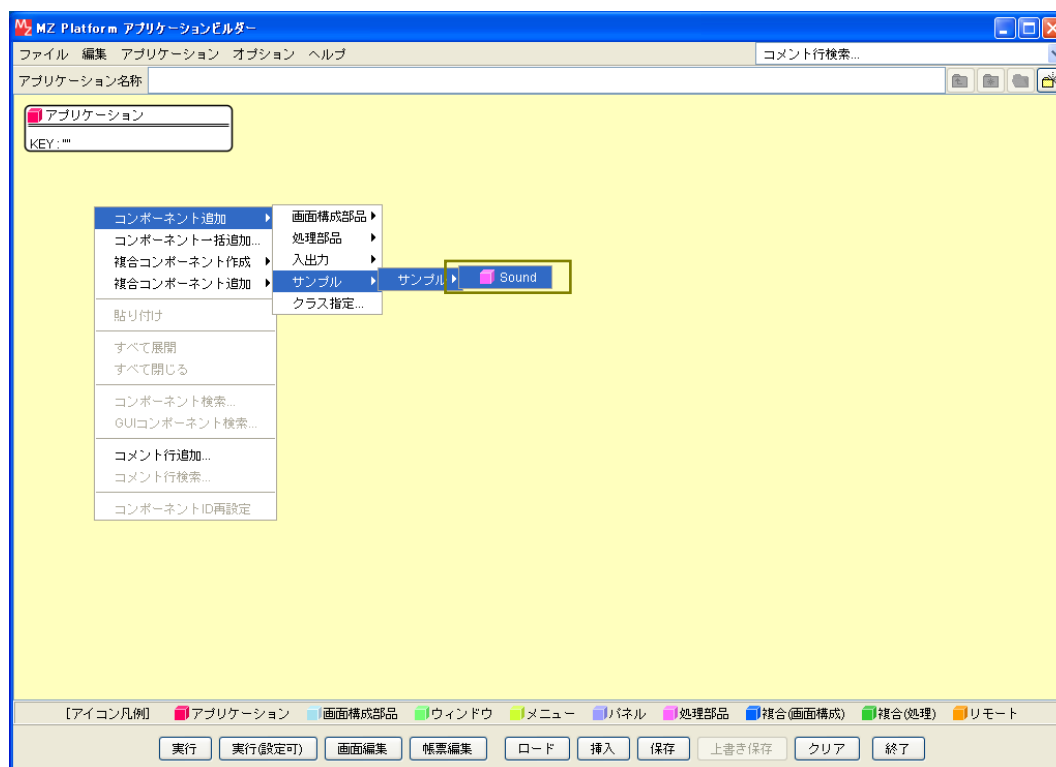 MZ Platform アプリケーションビルダー
ファイル 編集 アプリケーション オプション ヘルプ コメント行検索...
アプリケーション名称
アプリケーション
KEY : ""
コンポーネント追加
コンポーネント一括追加...
複合コンポーネント作成
複合コンポーネント追加
貼り付け
すべて展開
すべて閉じる
コンポーネント検索...
GUIコンポーネント検索...
コメント行追加...
コメント行検索...
コンポーネントID再設定
画面構成部品
処理部品
入出力
サンプル
クラス指定...
サンプル
Sound
[アイコン凡例] アプリケーション 画面構成部品 ウィンドウ メニュー パネル 処理部品 複合(画面構成) 複合(処理) リモート
実行 実行(設定可) 画面編集 帳票編集 ロード 挿入 保存 上書き保存 クリア 終了